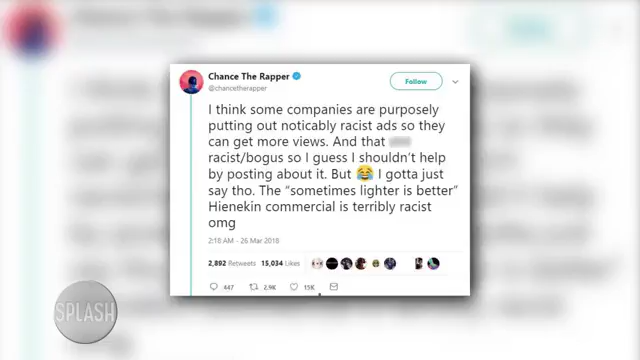 Chance The Rapper
@chancetherapper
Follow
I think some companies are purposely
putting out noticably racist ads so they
can get more views. And that
racist/bogus so I guess I shouldn't help
by posting about it. But 😂 I gotta just
say tho. The "sometimes lighter is better"
Hienekin commercial is terribly racist
omg
2:18 AM - 26 Mar 2018
2,892 Retweets 15,034 Likes
447 2.9K 15K
SPLASH